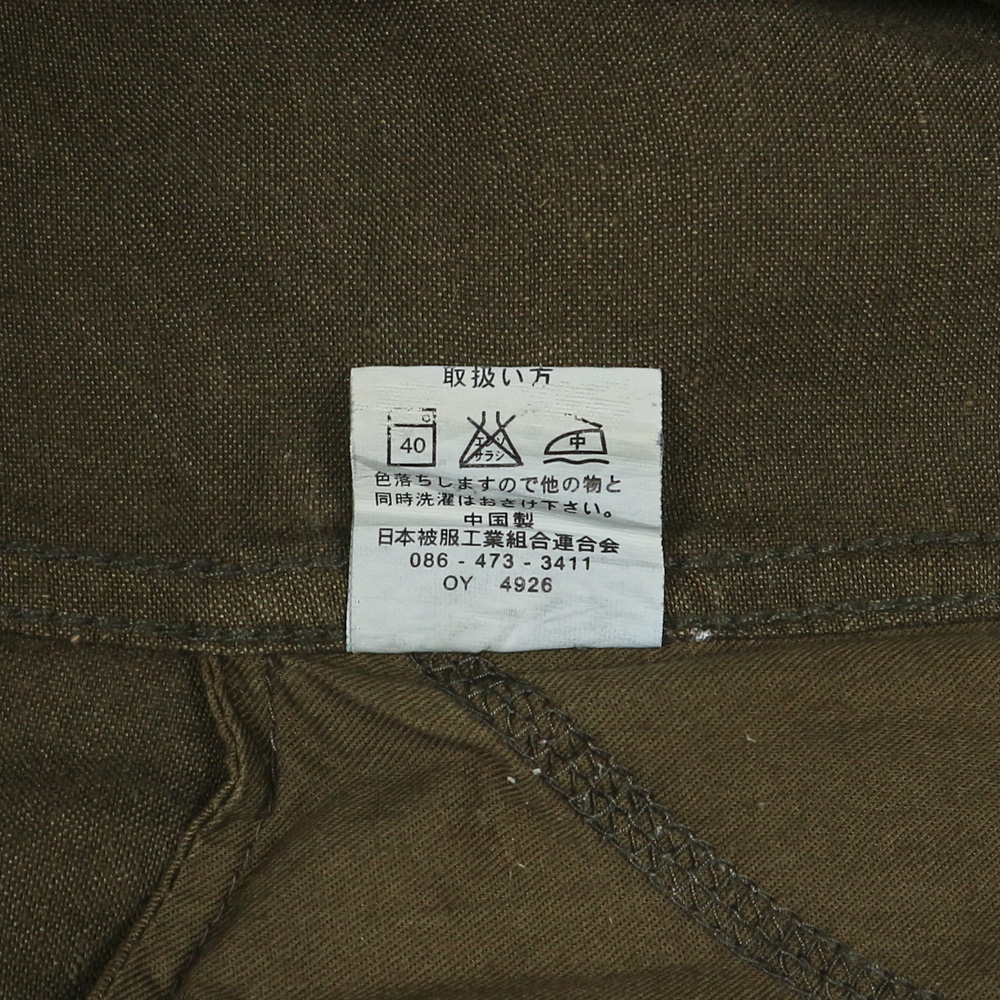 取扱い方
40 エンソ サラシ 中
色落ちしますので他の物と
同時洗濯はおさけ下さい。
中国製
日本被服工業組合連合会
086 - 473 - 3411
OY 4926